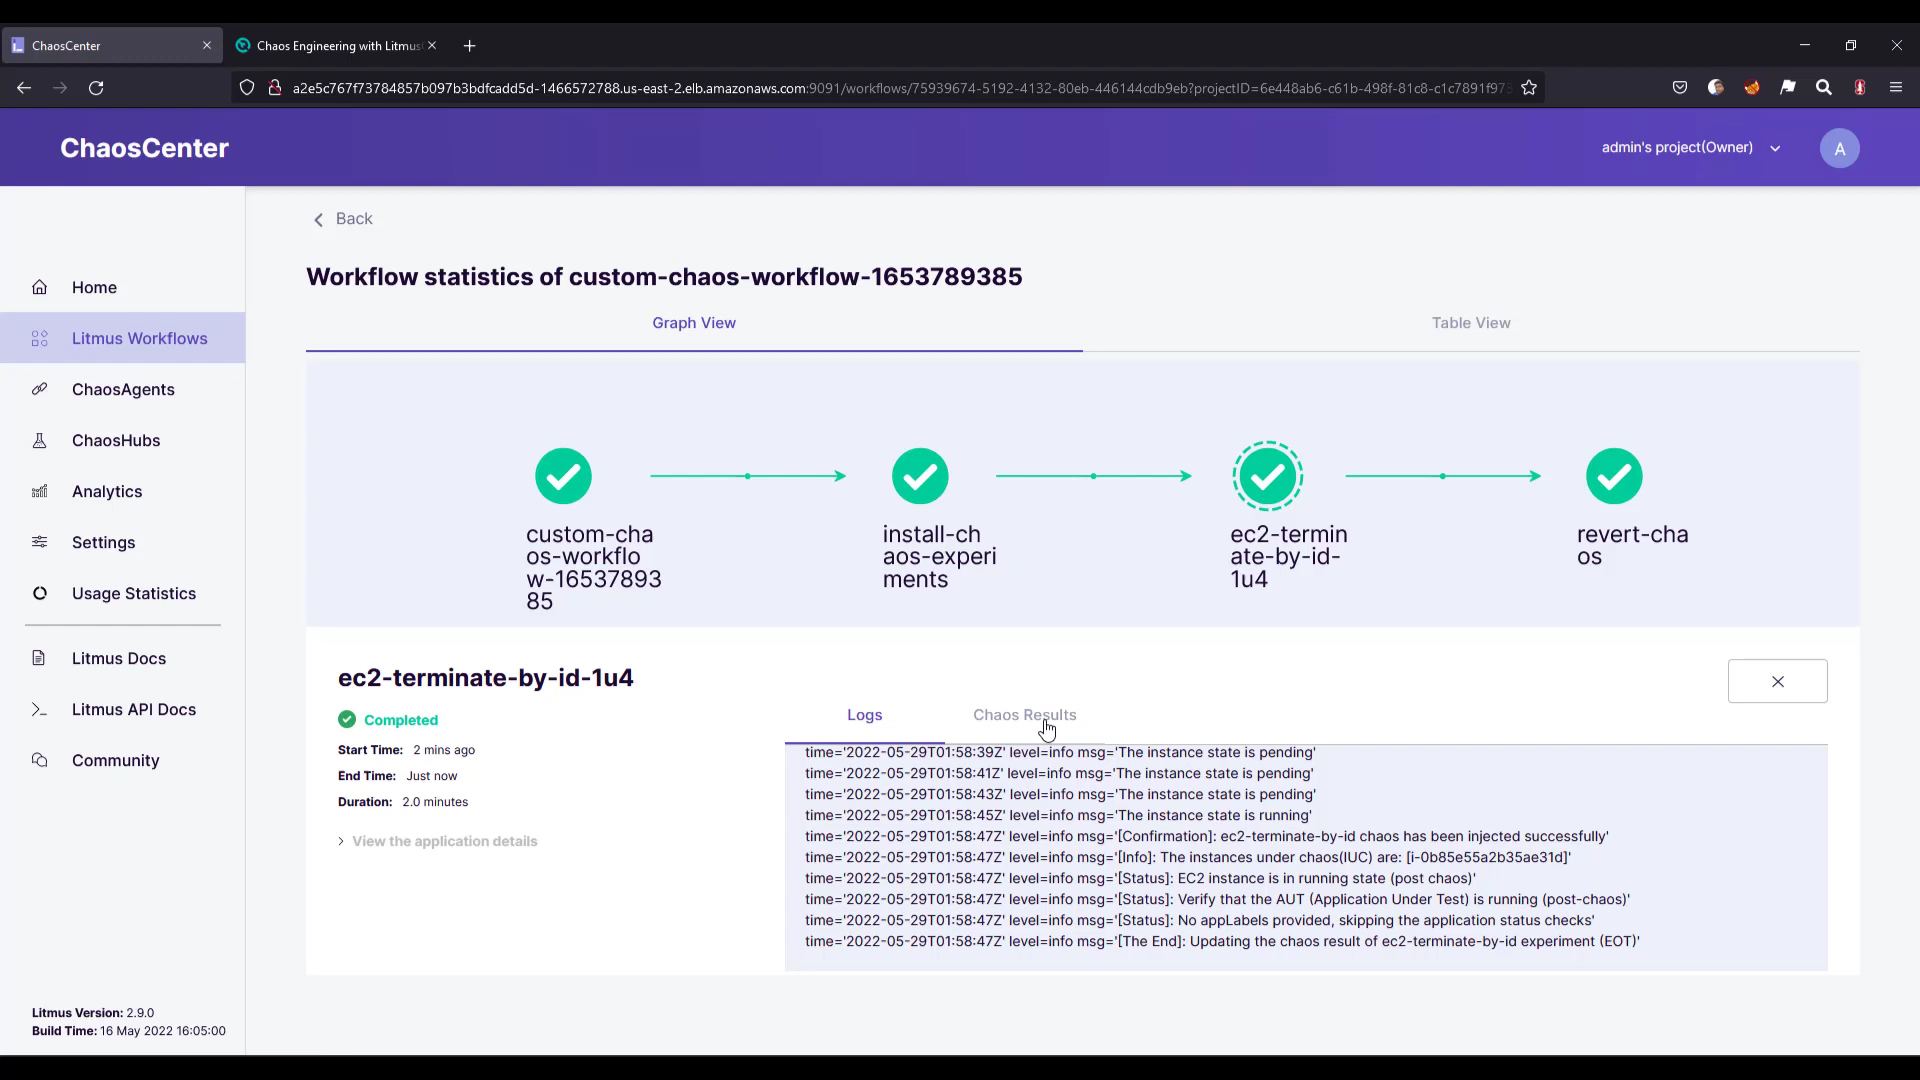 ChaosCenter
Chaos Engineering with Litmus
a2e5c767f73784857b097b3bdfcadd5d-1466572788.us-east-2.elb.amazonaws.com:9091/workflows/75939674-5192-4132-80eb-446144cdb9eb?projectID=6e448ab6-c61b-498f-81c8-c1c7891f973
ChaosCenter
admin's project(Owner)
A
Back
Workflow statistics of custom-chaos-workflow-1653789385
Graph View
Table View
Home
Litmus Workflows
ChaosAgents
ChaosHubs
Analytics
Settings
Usage Statistics
Litmus Docs
Litmus API Docs
Community
Litmus Version: 2.9.0
Build Time: 16 May 2022 16:05:00
custom-cha
os-workflo
w-16537893
85
install-ch
aos-experi
ments
ec2-termin
ate-by-id-
1u4
revert-cha
os
ec2-terminate-by-id-1u4
Completed
Start Time: 2 mins ago
End Time: Just now
Duration: 2.0 minutes
View the application details
Logs
Chaos Results
time='2022-05-29T01:58:39Z' level=info msg='The instance state is pending'
time='2022-05-29T01:58:41Z' level=info msg='The instance state is pending'
time='2022-05-29T01:58:43Z' level=info msg='The instance state is pending'
time='2022-05-29T01:58:45Z' level=info msg='The instance state is running'
time='2022-05-29T01:58:47Z' level=info msg='[Confirmation]: ec2-terminate-by-id chaos has been injected successfully'
time='2022-05-29T01:58:47Z' level=info msg='[Info]: The instances under chaos(IUC) are: [i-0b85e55a2b35ae31d]'
time='2022-05-29T01:58:47Z' level=info msg='[Status]: EC2 instance is in running state (post chaos)'
time='2022-05-29T01:58:47Z' level=info msg='[Status]: Verify that the AUT (Application Under Test) is running (post-chaos)'
time='2022-05-29T01:58:47Z' level=info msg='[Status]: No appLabels provided, skipping the application status checks'
time='2022-05-29T01:58:47Z' level=info msg='[The End]: Updating the chaos result of ec2-terminate-by-id experiment (EOT)'